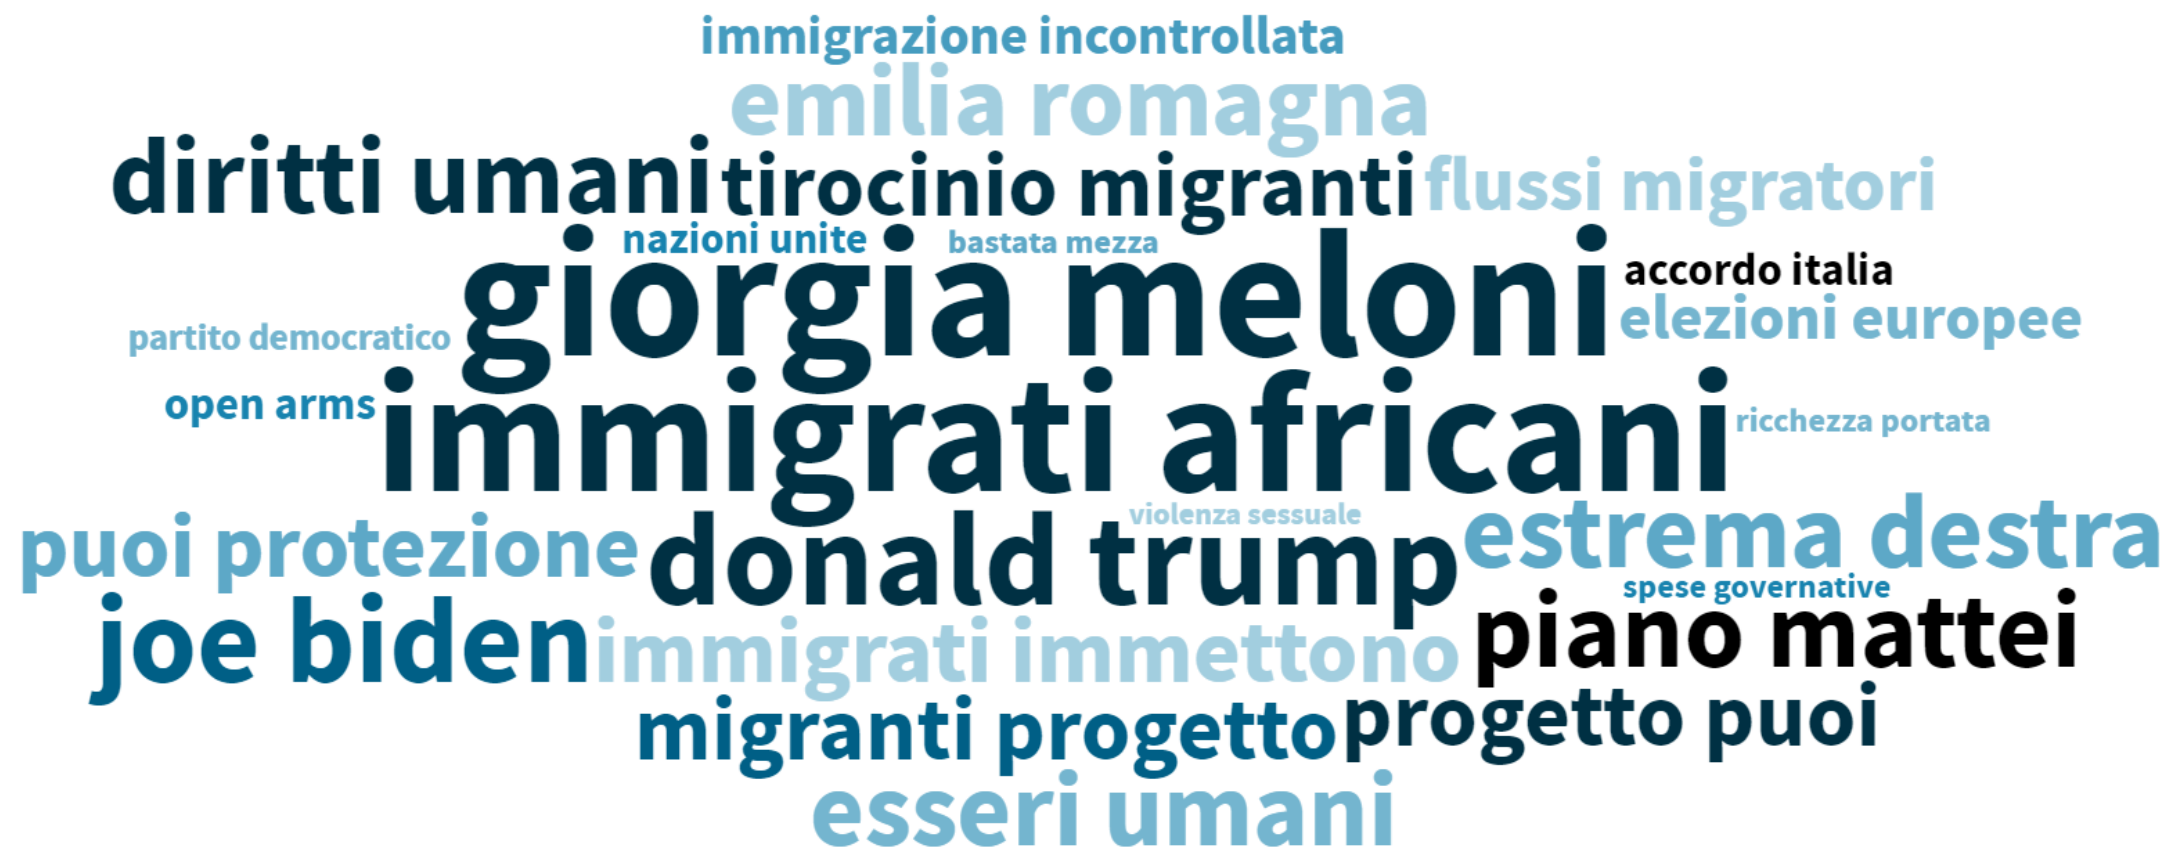 immigrazione incontrollata
emilia romagna
diritti umani
tirocinio migranti
flussi migratori
nazioni unite
bastata mezza
giorgia meloni
accordo italia
elezioni europee
partito democratico
open arms
immigrati africani
ricchezza portata
violenza sessuale
puoi protezione
donald trump
estrema destra
spese governative
joe biden
immigrati immettono
piano mattei
migranti progetto
progetto puoi
esseri umani